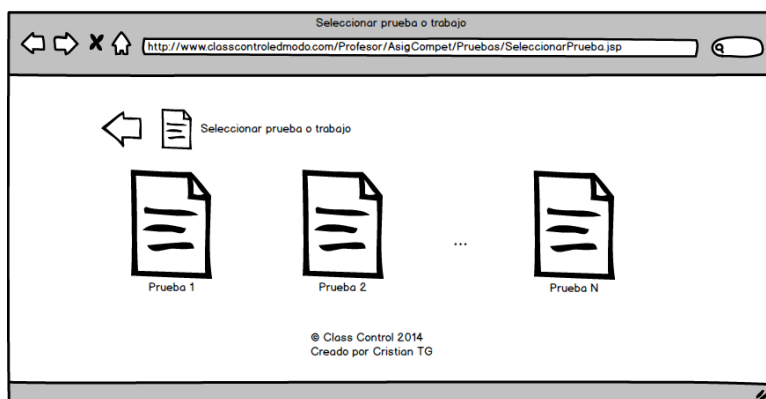 Seleccionar prueba o trabajo
http://www.classcontroledmodo.com/Profesor/AsigCompet/Pruebas/SeleccionarPrueba.jsp
Seleccionar prueba o trabajo
...
Prueba 1 Prueba 2 Prueba N
© Class Control 2014
Creado por Cristian TG